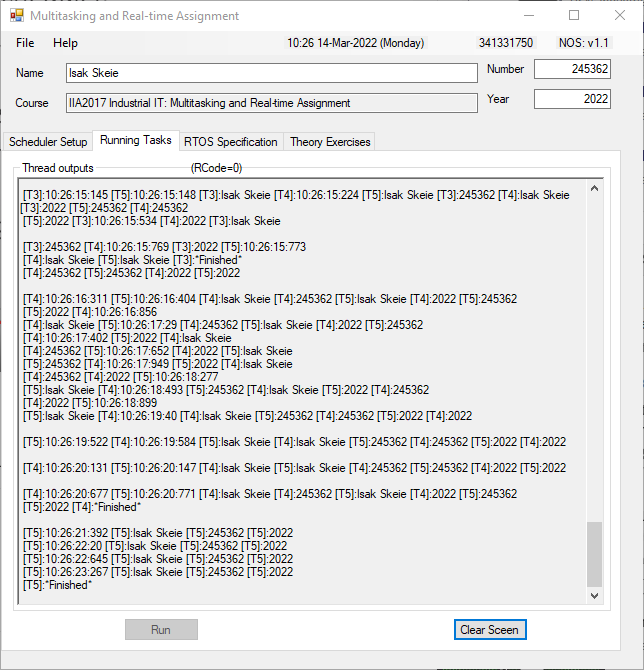 Multitasking and Real-time Assignment
File Help 10:26 14-Mar-2022 (Monday) 341331750 NOS: v1.1
Name Isak Skeie Number 245362
Course IIA2017 Industrial IT: Multitasking and Real-time Assignment Year 2022
Scheduler Setup Running Tasks RTOS Specification Theory Exercises
Thread outputs (RCode=0)
[T3]:10:26:15:145 [T5]:10:26:15:148 [T3]:Isak Skeie [T4]:10:26:15:224 [T5]:Isak Skeie [T3]:245362 [T4]:Isak Skeie
[T3]:2022 [T5]:245362 [T4]:245362
[T5]:2022 [T3]:10:26:15:534 [T4]:2022 [T3]:Isak Skeie
[T3]:245362 [T4]:10:26:15:769 [T3]:2022 [T5]:10:26:15:773
[T4]:Isak Skeie [T5]:Isak Skeie [T3]:*Finished*
[T4]:245362 [T5]:245362 [T4]:2022 [T5]:2022
[T4]:10:26:16:311 [T5]:10:26:16:404 [T4]:Isak Skeie [T4]:245362 [T5]:Isak Skeie [T4]:2022 [T5]:245362
[T5]:2022 [T4]:10:26:16:856
[T4]:Isak Skeie [T5]:10:26:17:29 [T4]:245362 [T5]:Isak Skeie [T4]:2022 [T5]:245362
[T4]:10:26:17:402 [T5]:2022 [T4]:Isak Skeie
[T4]:245362 [T5]:10:26:17:652 [T4]:2022 [T5]:Isak Skeie
[T5]:245362 [T4]:10:26:17:949 [T5]:2022 [T4]:Isak Skeie
[T4]:245362 [T4]:2022 [T5]:10:26:18:277
[T5]:Isak Skeie [T4]:10:26:18:493 [T5]:245362 [T4]:Isak Skeie [T5]:2022 [T4]:245362
[T4]:2022 [T5]:10:26:18:899
[T5]:Isak Skeie [T4]:10:26:19:40 [T4]:Isak Skeie [T5]:245362 [T4]:245362 [T5]:2022 [T4]:2022
[T5]:10:26:19:522 [T4]:10:26:19:584 [T5]:Isak Skeie [T4]:Isak Skeie [T5]:245362 [T4]:245362 [T5]:2022 [T4]:2022
[T4]:10:26:20:131 [T5]:10:26:20:147 [T4]:Isak Skeie [T5]:Isak Skeie [T4]:245362 [T5]:245362 [T4]:2022 [T5]:2022
[T4]:10:26:20:677 [T5]:10:26:20:771 [T4]:Isak Skeie [T4]:245362 [T5]:Isak Skeie [T4]:2022 [T5]:245362
[T5]:2022 [T4]:*Finished*
[T5]:10:26:21:392 [T5]:Isak Skeie [T5]:245362 [T5]:2022
[T5]:10:26:22:20 [T5]:Isak Skeie [T5]:245362 [T5]:2022
[T5]:10:26:22:645 [T5]:Isak Skeie [T5]:245362 [T5]:2022
[T5]:10:26:23:267 [T5]:Isak Skeie [T5]:245362 [T5]:2022
[T5]:*Finished*
Run Clear Sceen